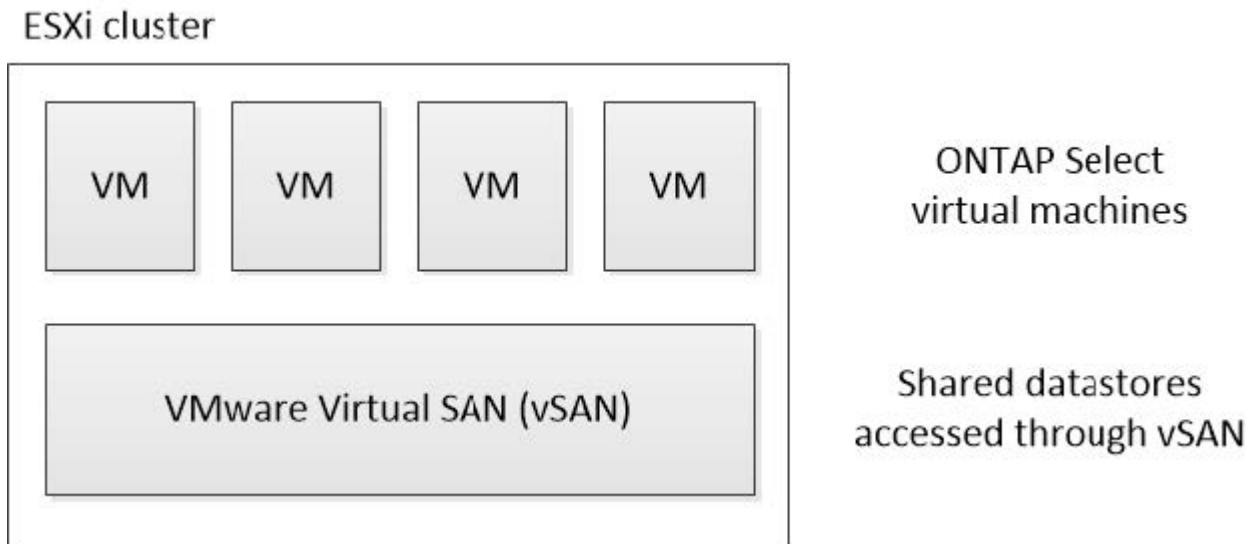 ESXi cluster
VM VM VM VM
ONTAP Select
virtual machines
VMware Virtual SAN (vSAN)
Shared datastores
accessed through vSAN